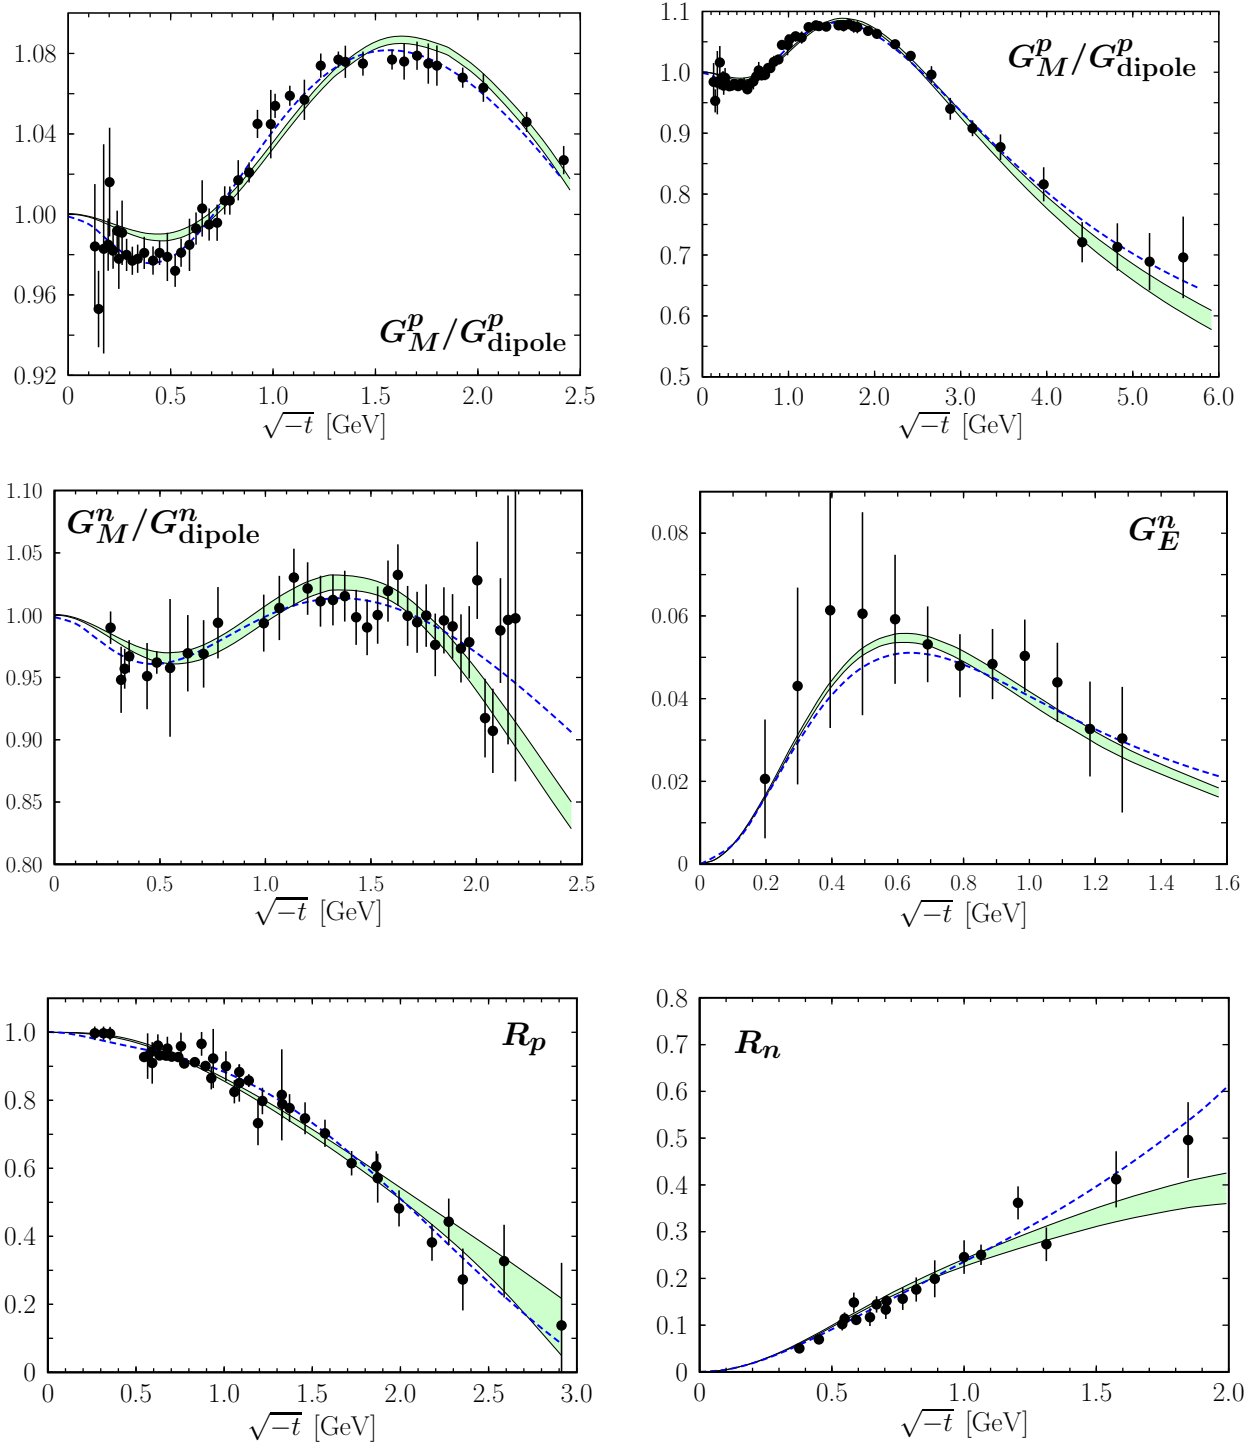 1.08
1.04
1.00
0.96
0.92
G_M^p/G_dipole^p
0 0.5 1.0 1.5 2.0 2.5
√−t [GeV]
1.1
1.0
0.9
0.8
0.7
0.6
0.5
G_M^p/G_dipole^p
0 1.0 2.0 3.0 4.0 5.0 6.0
√−t [GeV]
1.10
1.05
1.00
0.95
0.90
0.85
0.80
G_M^n/G_dipole^n
0 0.5 1.0 1.5 2.0 2.5
√−t [GeV]
0.08
0.06
0.04
0.02
0
G_E^n
0 0.2 0.4 0.6 0.8 1.0 1.2 1.4 1.6
√−t [GeV]
1.0
0.8
0.6
0.4
0.2
0
R_p
0 0.5 1.0 1.5 2.0 2.5 3.0
√−t [GeV]
0.8
0.7
0.6
0.5
0.4
0.3
0.2
0.1
0
R_n
0 0.5 1.0 1.5 2.0
√−t [GeV]